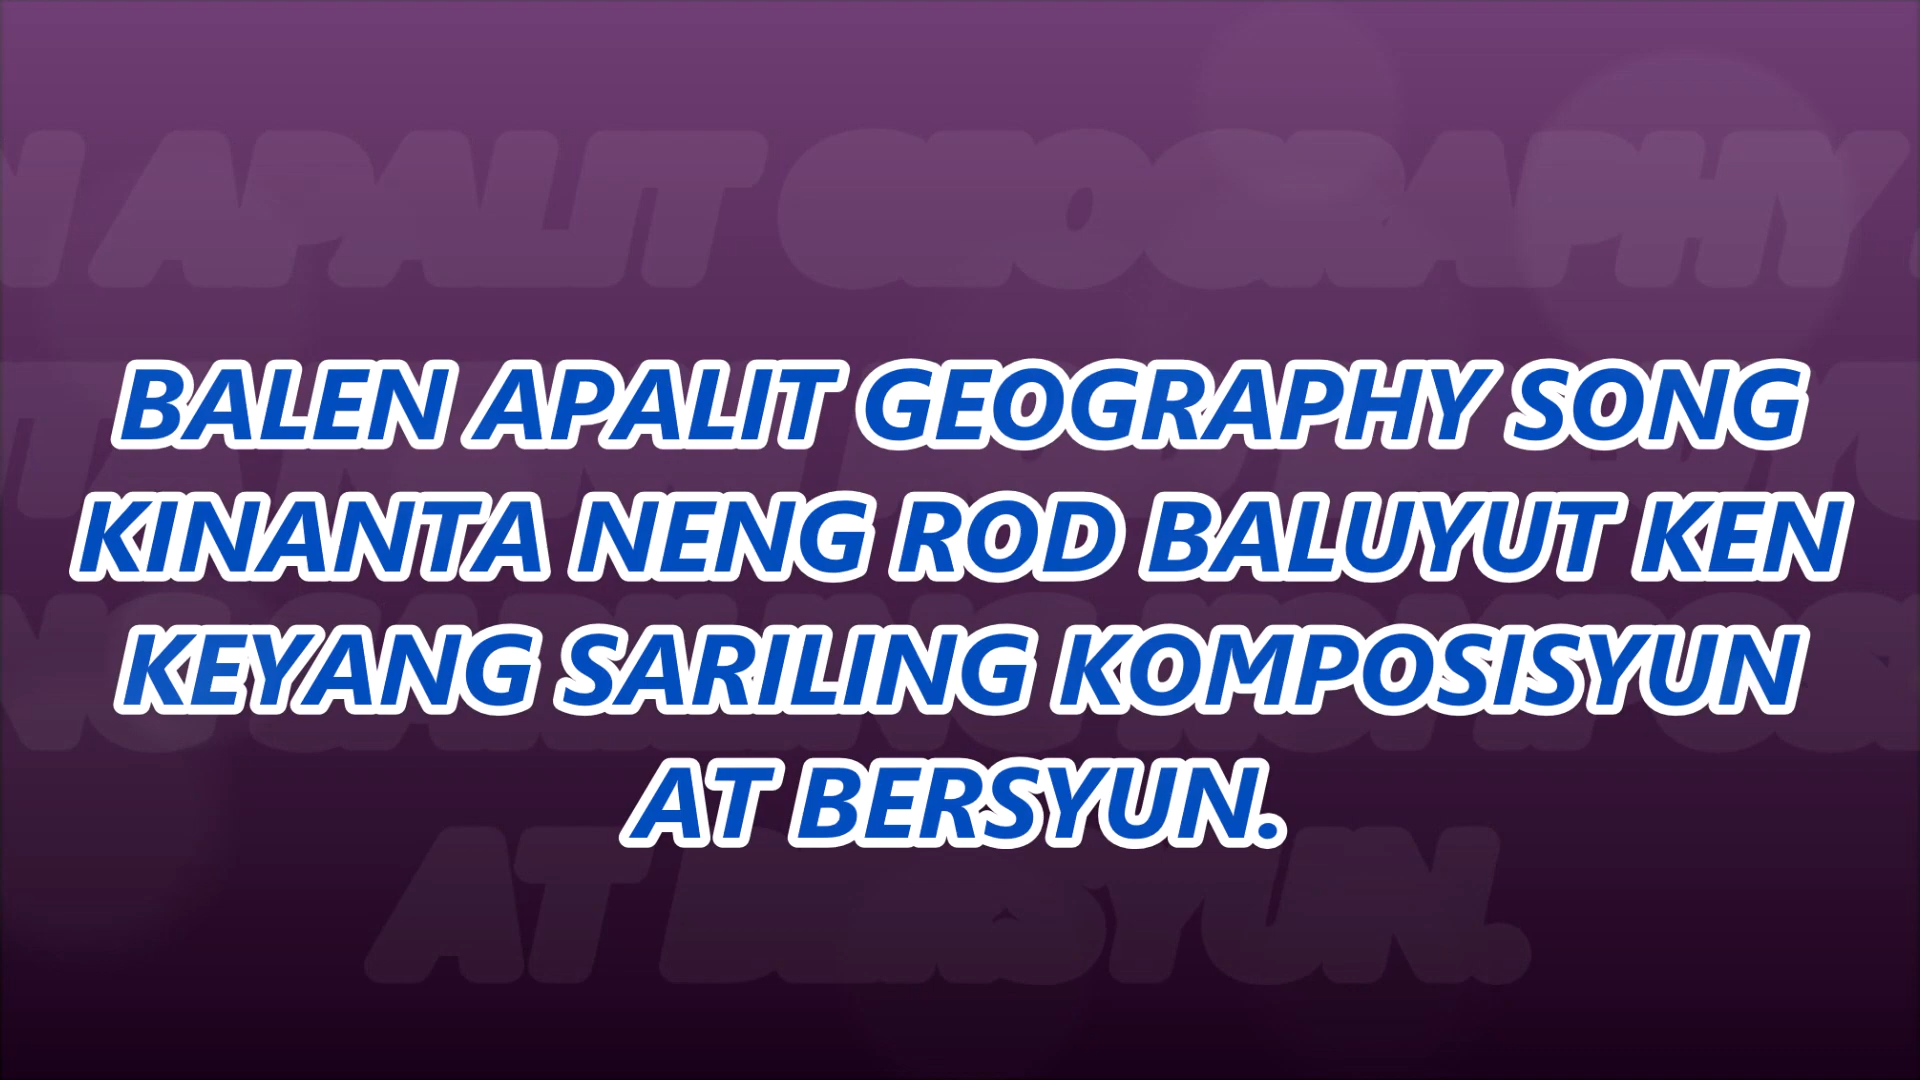 BALEN APALIT GEOGRAPHY SONG
KINANTA NENG ROD BALUYUT KEN
KEYANG SARILING KOMPOSISYUN
AT BERSYUN.